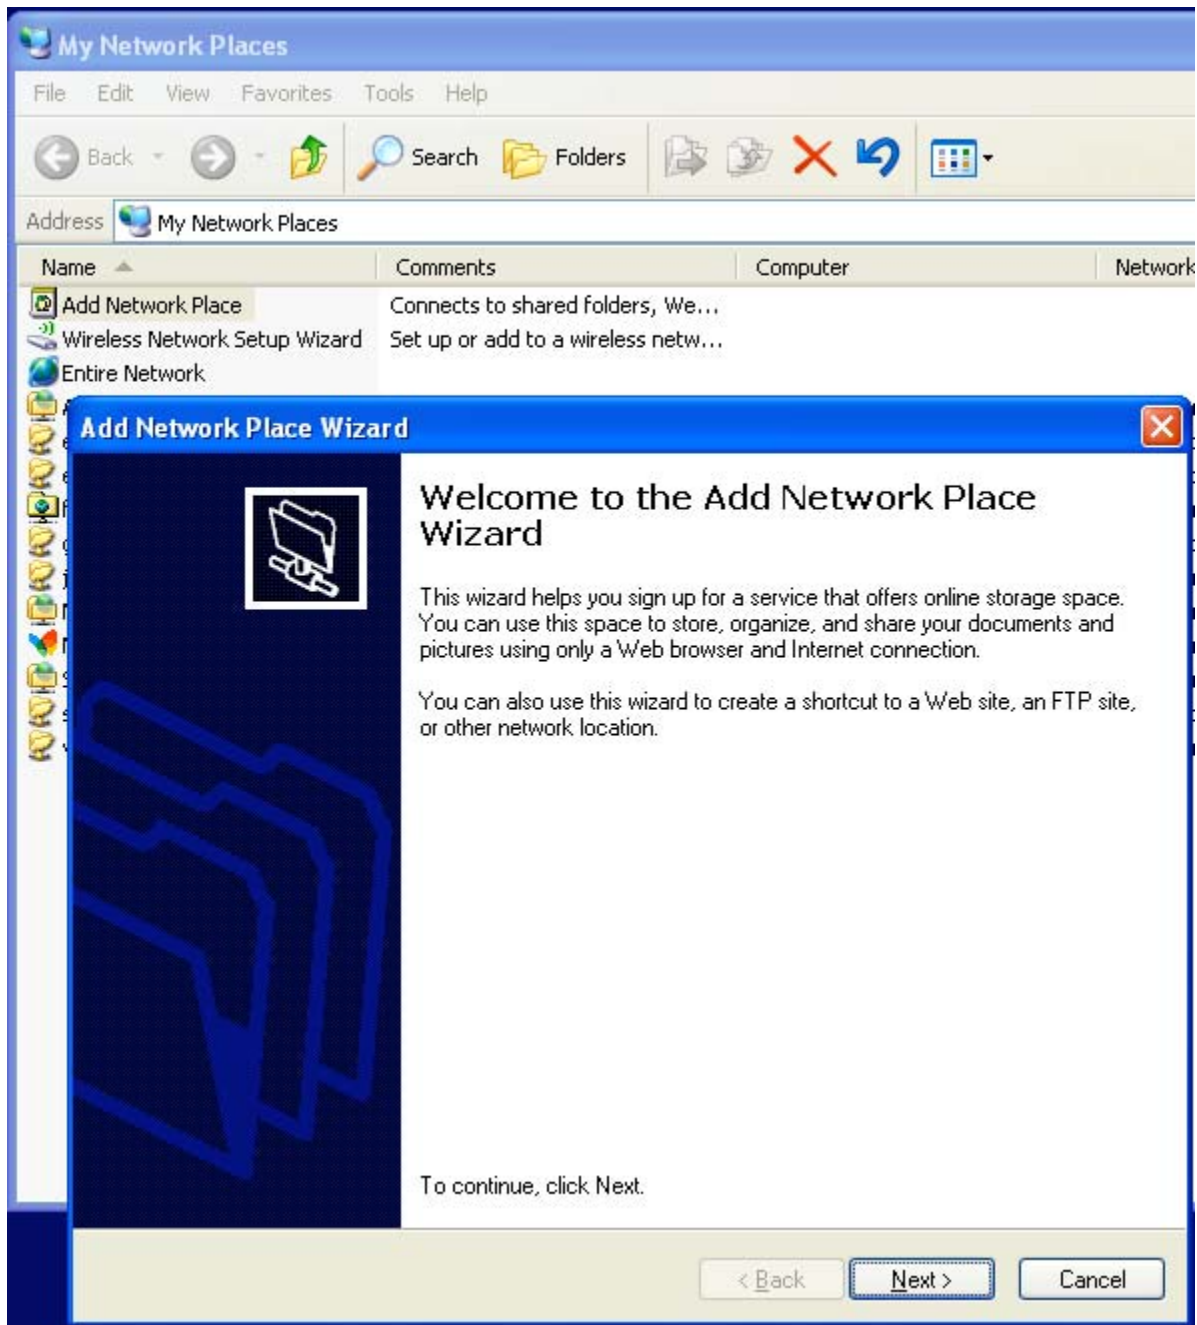 My Network Places
File Edit View Favorites Tools Help
Back Search Folders
Address My Network Places
Name Comments Computer Network
Add Network Place Connects to shared folders, We...
Wireless Network Setup Wizard Set up or add to a wireless netw...
Entire Network
Add Network Place Wizard
Welcome to the Add Network Place
Wizard
This wizard helps you sign up for a service that offers online storage space.
You can use this space to store, organize, and share your documents and
pictures using only a Web browser and Internet connection.
You can also use this wizard to create a shortcut to a Web site, an FTP site,
or other network location.
To continue, click Next.
< Back Next > Cancel